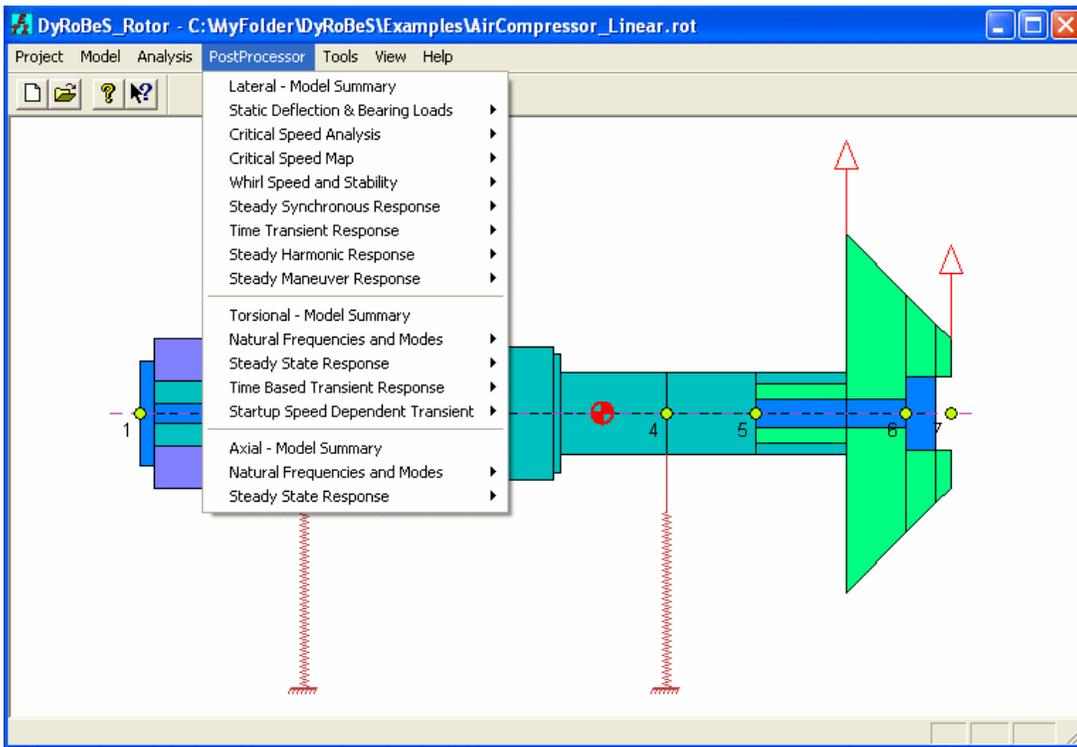 DyRoBeS_Rotor - C:\MyFolder\DyRoBeS\Examples\AirCompressor_Linear.rot
Project Model Analysis PostProcessor Tools View Help
Lateral - Model Summary
Static Deflection & Bearing Loads
Critical Speed Analysis
Critical Speed Map
Whirl Speed and Stability
Steady Synchronous Response
Time Transient Response
Steady Harmonic Response
Steady Maneuver Response
Torsional - Model Summary
Natural Frequencies and Modes
Steady State Response
Time Based Transient Response
Startup Speed Dependent Transient
Axial - Model Summary
Natural Frequencies and Modes
Steady State Response
1 4 5 6 7